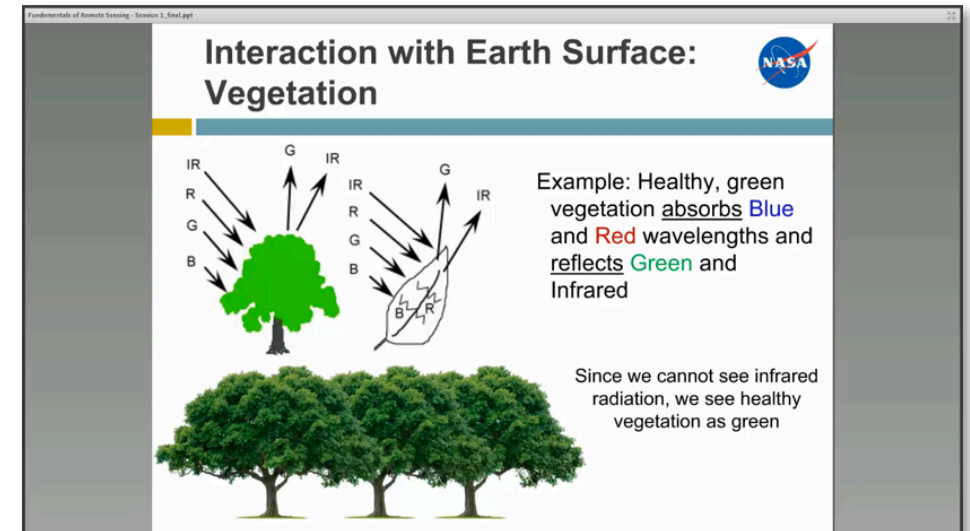 Fundamentals of Remote Sensing - Session 1_final.ppt
Interaction with Earth Surface:
Vegetation
NASA
IR
R
G
B
G
IR
IR
R
G
B
G
IR
B
R
Example: Healthy, green
vegetation absorbs Blue
and Red wavelengths and
reflects Green and
Infrared
Since we cannot see infrared
radiation, we see healthy
vegetation as green